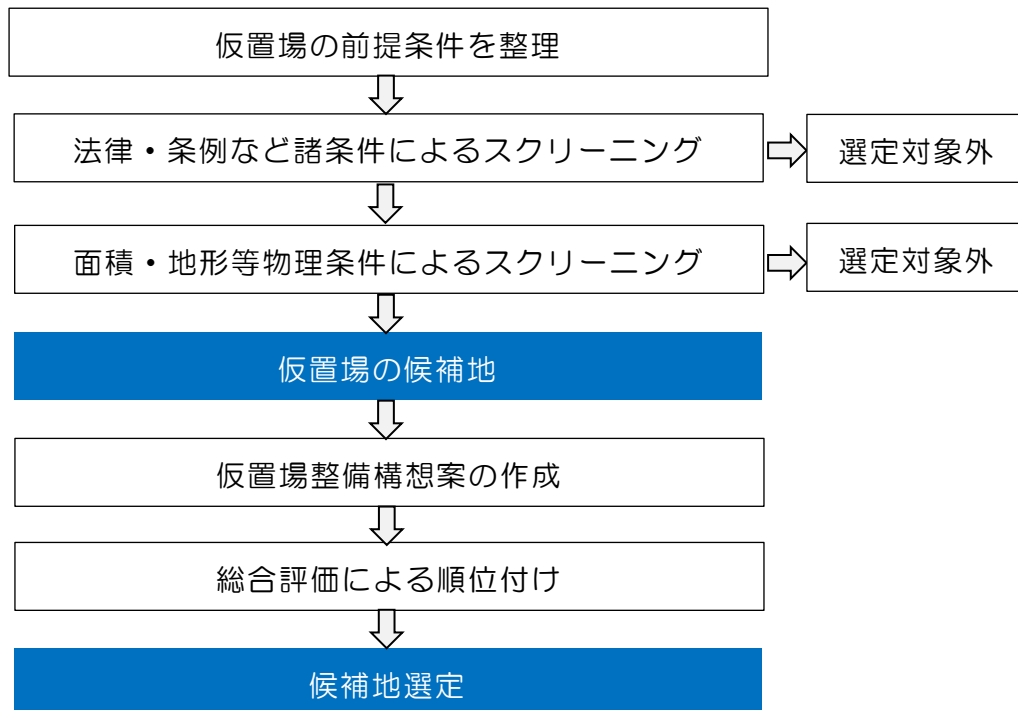 仮置場の前提条件を整理
法律・条例など諸条件によるスクリーニング
選定対象外
面積・地形等物理条件によるスクリーニング
選定対象外
仮置場の候補地
仮置場整備構想案の作成
総合評価による順位付け
候補地選定